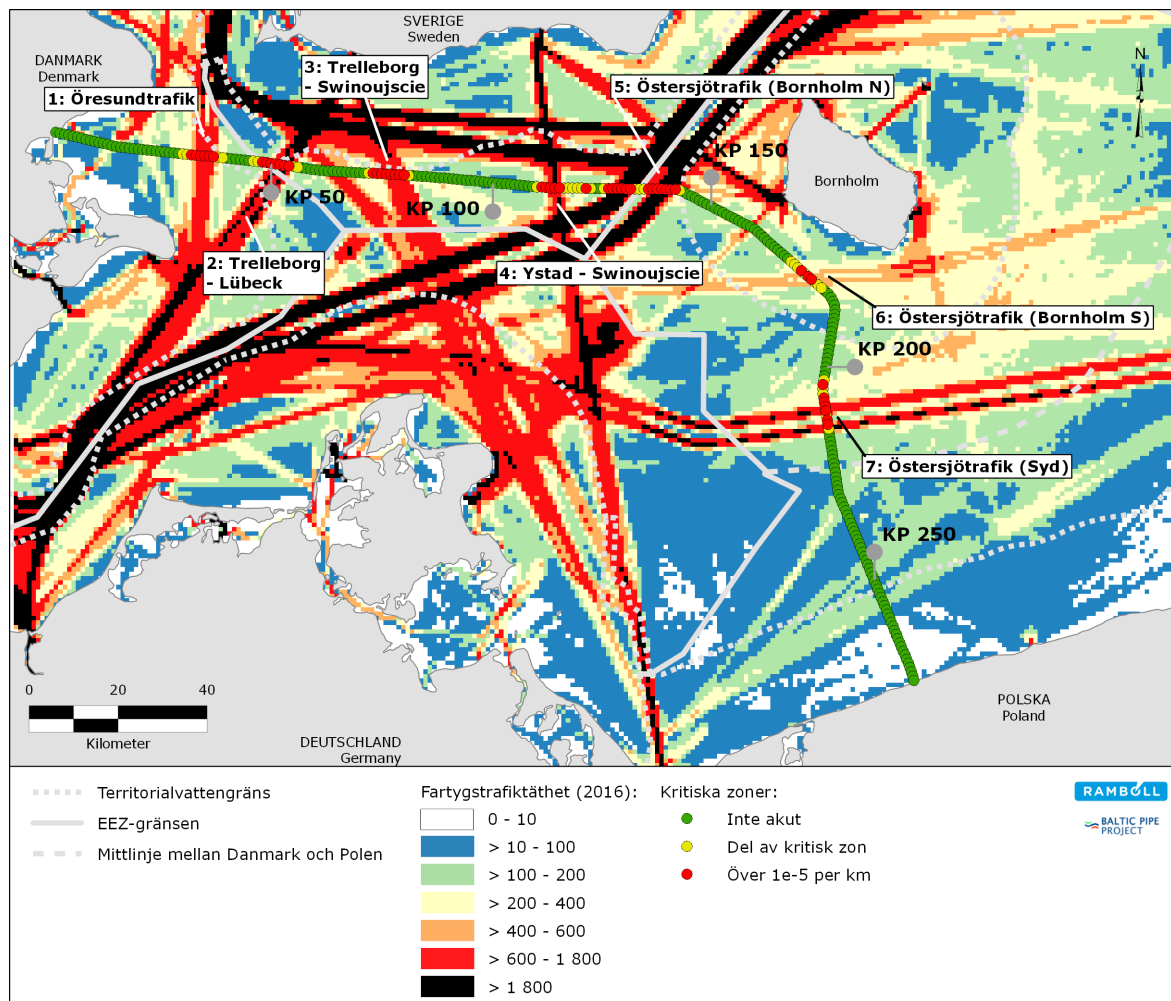 SVERIGE
Sweden
DANMARK
Denmark
3: Trelleborg
- Swinoujscie
5: Östersjötrafik (Bornholm N)
N
1: Öresundtrafik
KP 150
Bornholm
KP 50
KP 100
2: Trelleborg
- Lübeck
4: Ystad - Swinoujscie
6: Östersjötrafik (Bornholm S)
KP 200
7: Östersjötrafik (Syd)
KP 250
0 20 40
Kilometer
DEUTSCHLAND
Germany
POLSKA
Poland
Territorialvattengräns
EEZ-gränsen
Mittlinje mellan Danmark och Polen
Fartygstrafiktäthet (2016):
0 - 10
> 10 - 100
> 100 - 200
> 200 - 400
> 400 - 600
> 600 - 1 800
> 1 800
Kritiska zoner:
Inte akut
Del av kritisk zon
Över 1e-5 per km
RAMBOLL
BALTIC PIPE
PROJECT